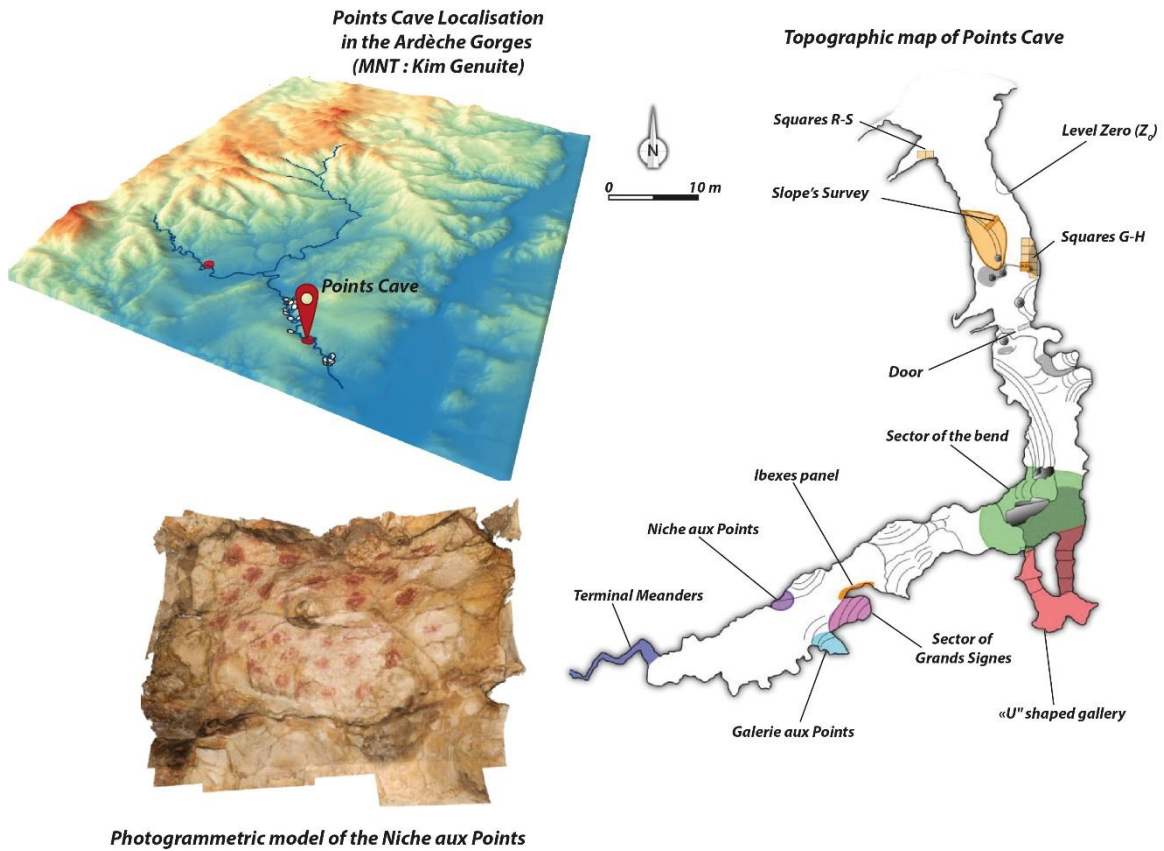 Points Cave Localisation
in the Ardèche Gorges
(MNT : Kim Genuite)
Points Cave
Photogrammetric model of the Niche aux Points
Topographic map of Points Cave
N
0 10 m
Squares R-S
Level Zero (Z₀)
Slope's Survey
Squares G-H
Door
Sector of the bend
Ibexes panel
Niche aux Points
Terminal Meanders
Sector of
Grands Signes
Galerie aux Points
«U" shaped gallery